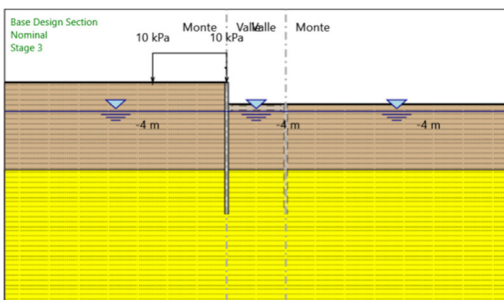 Base Design Section
Nominal
Stage 3
Monte
Valle
Valle
Monte
10 kPa
10 kPa
-4 m
-4 m
-4 m